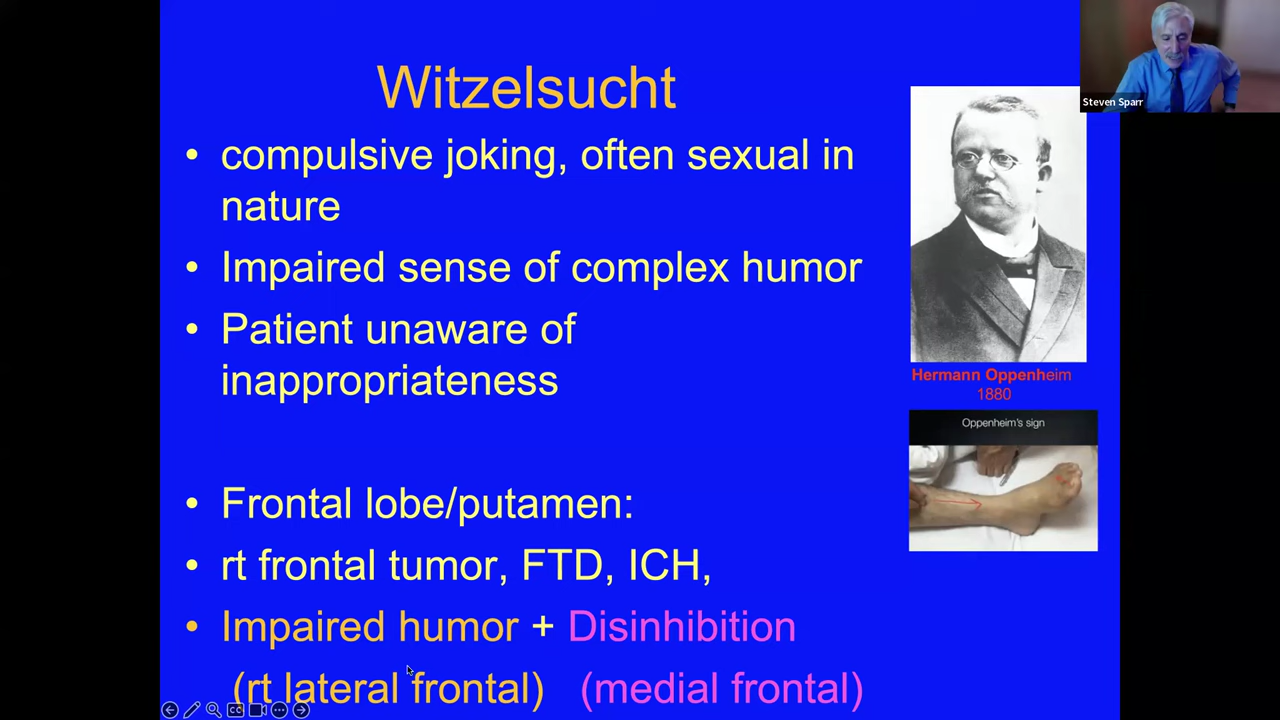 Witzelsucht
• compulsive joking, often sexual in
nature
• Impaired sense of complex humor
• Patient unaware of
inappropriateness
• Frontal lobe/putamen:
• rt frontal tumor, FTD, ICH,
• Impaired humor + Disinhibition
(rt lateral frontal) (medial frontal)
Steven Sparr
Hermann Oppenheim
1880
Oppenheim's sign
CC